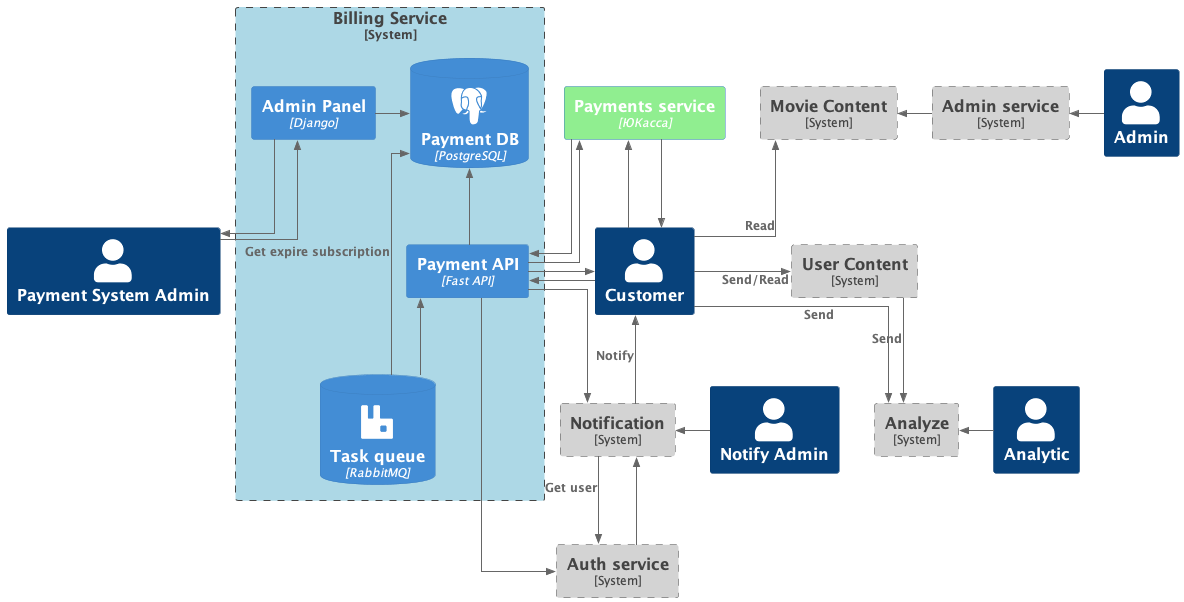 Billing Service
[System]
Admin Panel
[Django]
Payment DB
[PostgreSQL]
Payments service
[ЮКасса]
Movie Content
[System]
Admin service
[System]
Admin
Payment System Admin
Get expire subscription
Payment API
[Fast API]
Customer
Read
Send/Read
User Content
[System]
Send
Send
Notify
Task queue
[RabbitMQ]
Notification
[System]
Notify Admin
Analyze
[System]
Analytic
Get user
Auth service
[System]